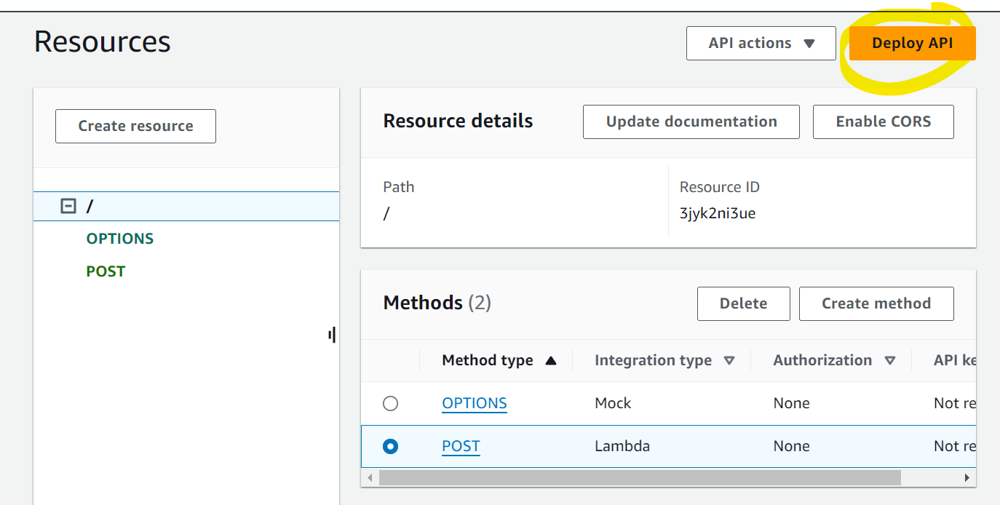 Resources
API actions
Deploy API
Create resource
/
OPTIONS
POST
Resource details
Update documentation
Enable CORS
Path
/
Resource ID
3jyk2ni3ue
Methods (2)
Delete
Create method
Method type
Integration type
Authorization
API ke
OPTIONS
Mock
None
Not re
POST
Lambda
None
Not re